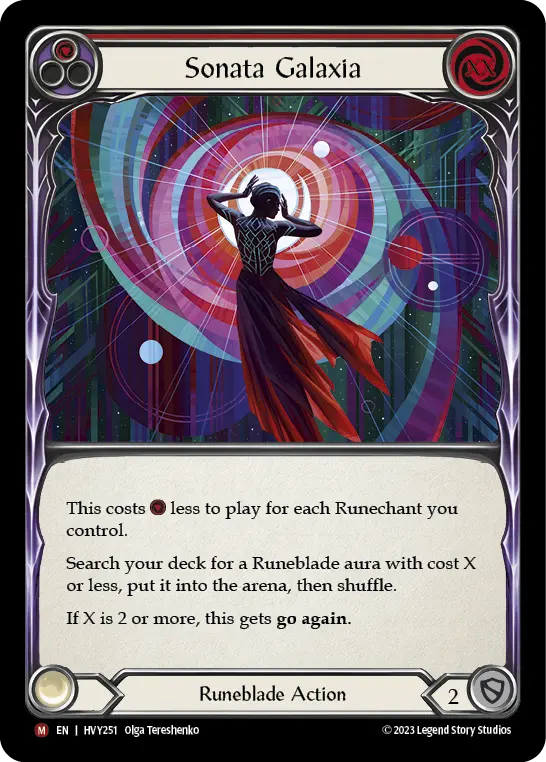 Sonata Galaxia
XX
This costs less to play for each Runechant you
control.
Search your deck for a Runeblade aura with cost X
or less, put it into the arena, then shuffle.
If X is 2 or more, this gets go again.
Runeblade Action
2
M EN | HVY251 Olga Tereshenko
© 2023 Legend Story Studios